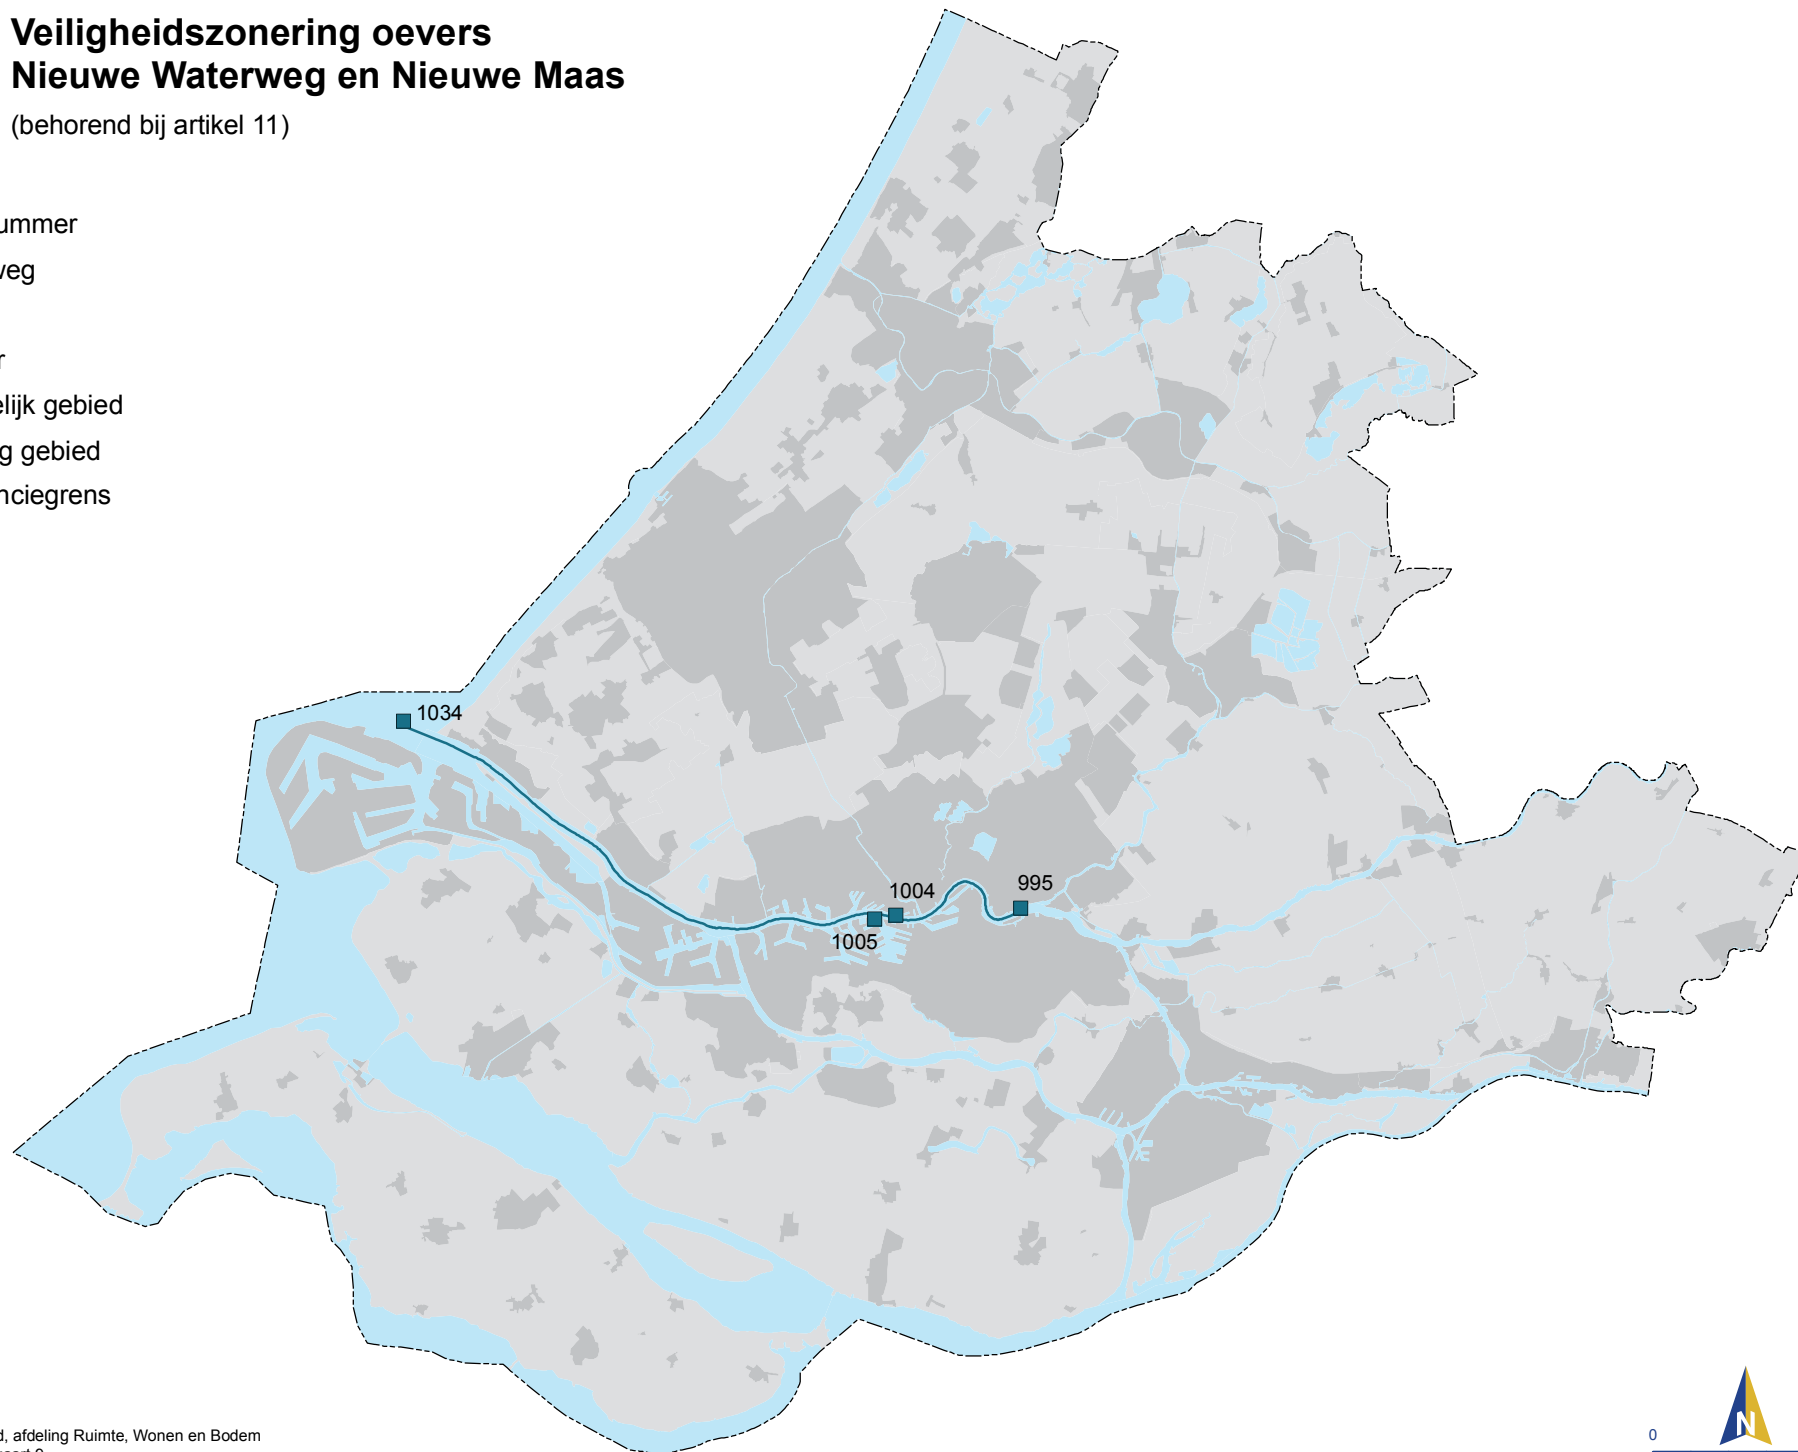 Veiligheidszonering oevers
Nieuwe Waterweg en Nieuwe Maas
(behorend bij artikel 11)
ummer
veg
r
elijk gebied
g gebied
nciegrens
1034
1004
995
1005
d, afdeling Ruimte, Wonen en Bodem
0
N